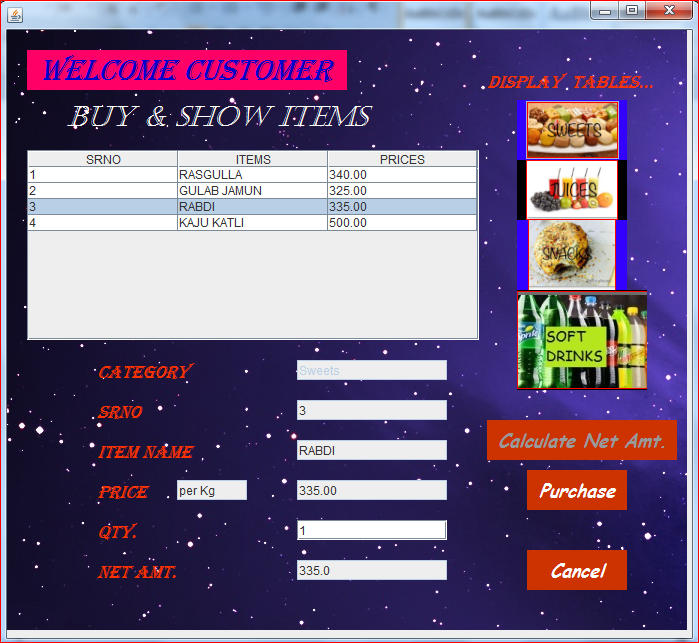 WELCOME CUSTOMER
BUY & SHOW ITEMS
SRNO ITEMS PRICES
1 RASGULLA 340.00
2 GULAB JAMUN 325.00
3 RABDI 335.00
4 KAJU KATLI 500.00
DISPLAY TABLES...
SWEETS
JUICES
SNACKS
Sprite
SOFT
DRINKS
CATEGORY Sweets
SRNO 3
ITEM NAME RABDI
PRICE per Kg 335.00
QTY. 1
NET AMT. 335.0
Calculate Net Amt.
Purchase
Cancel